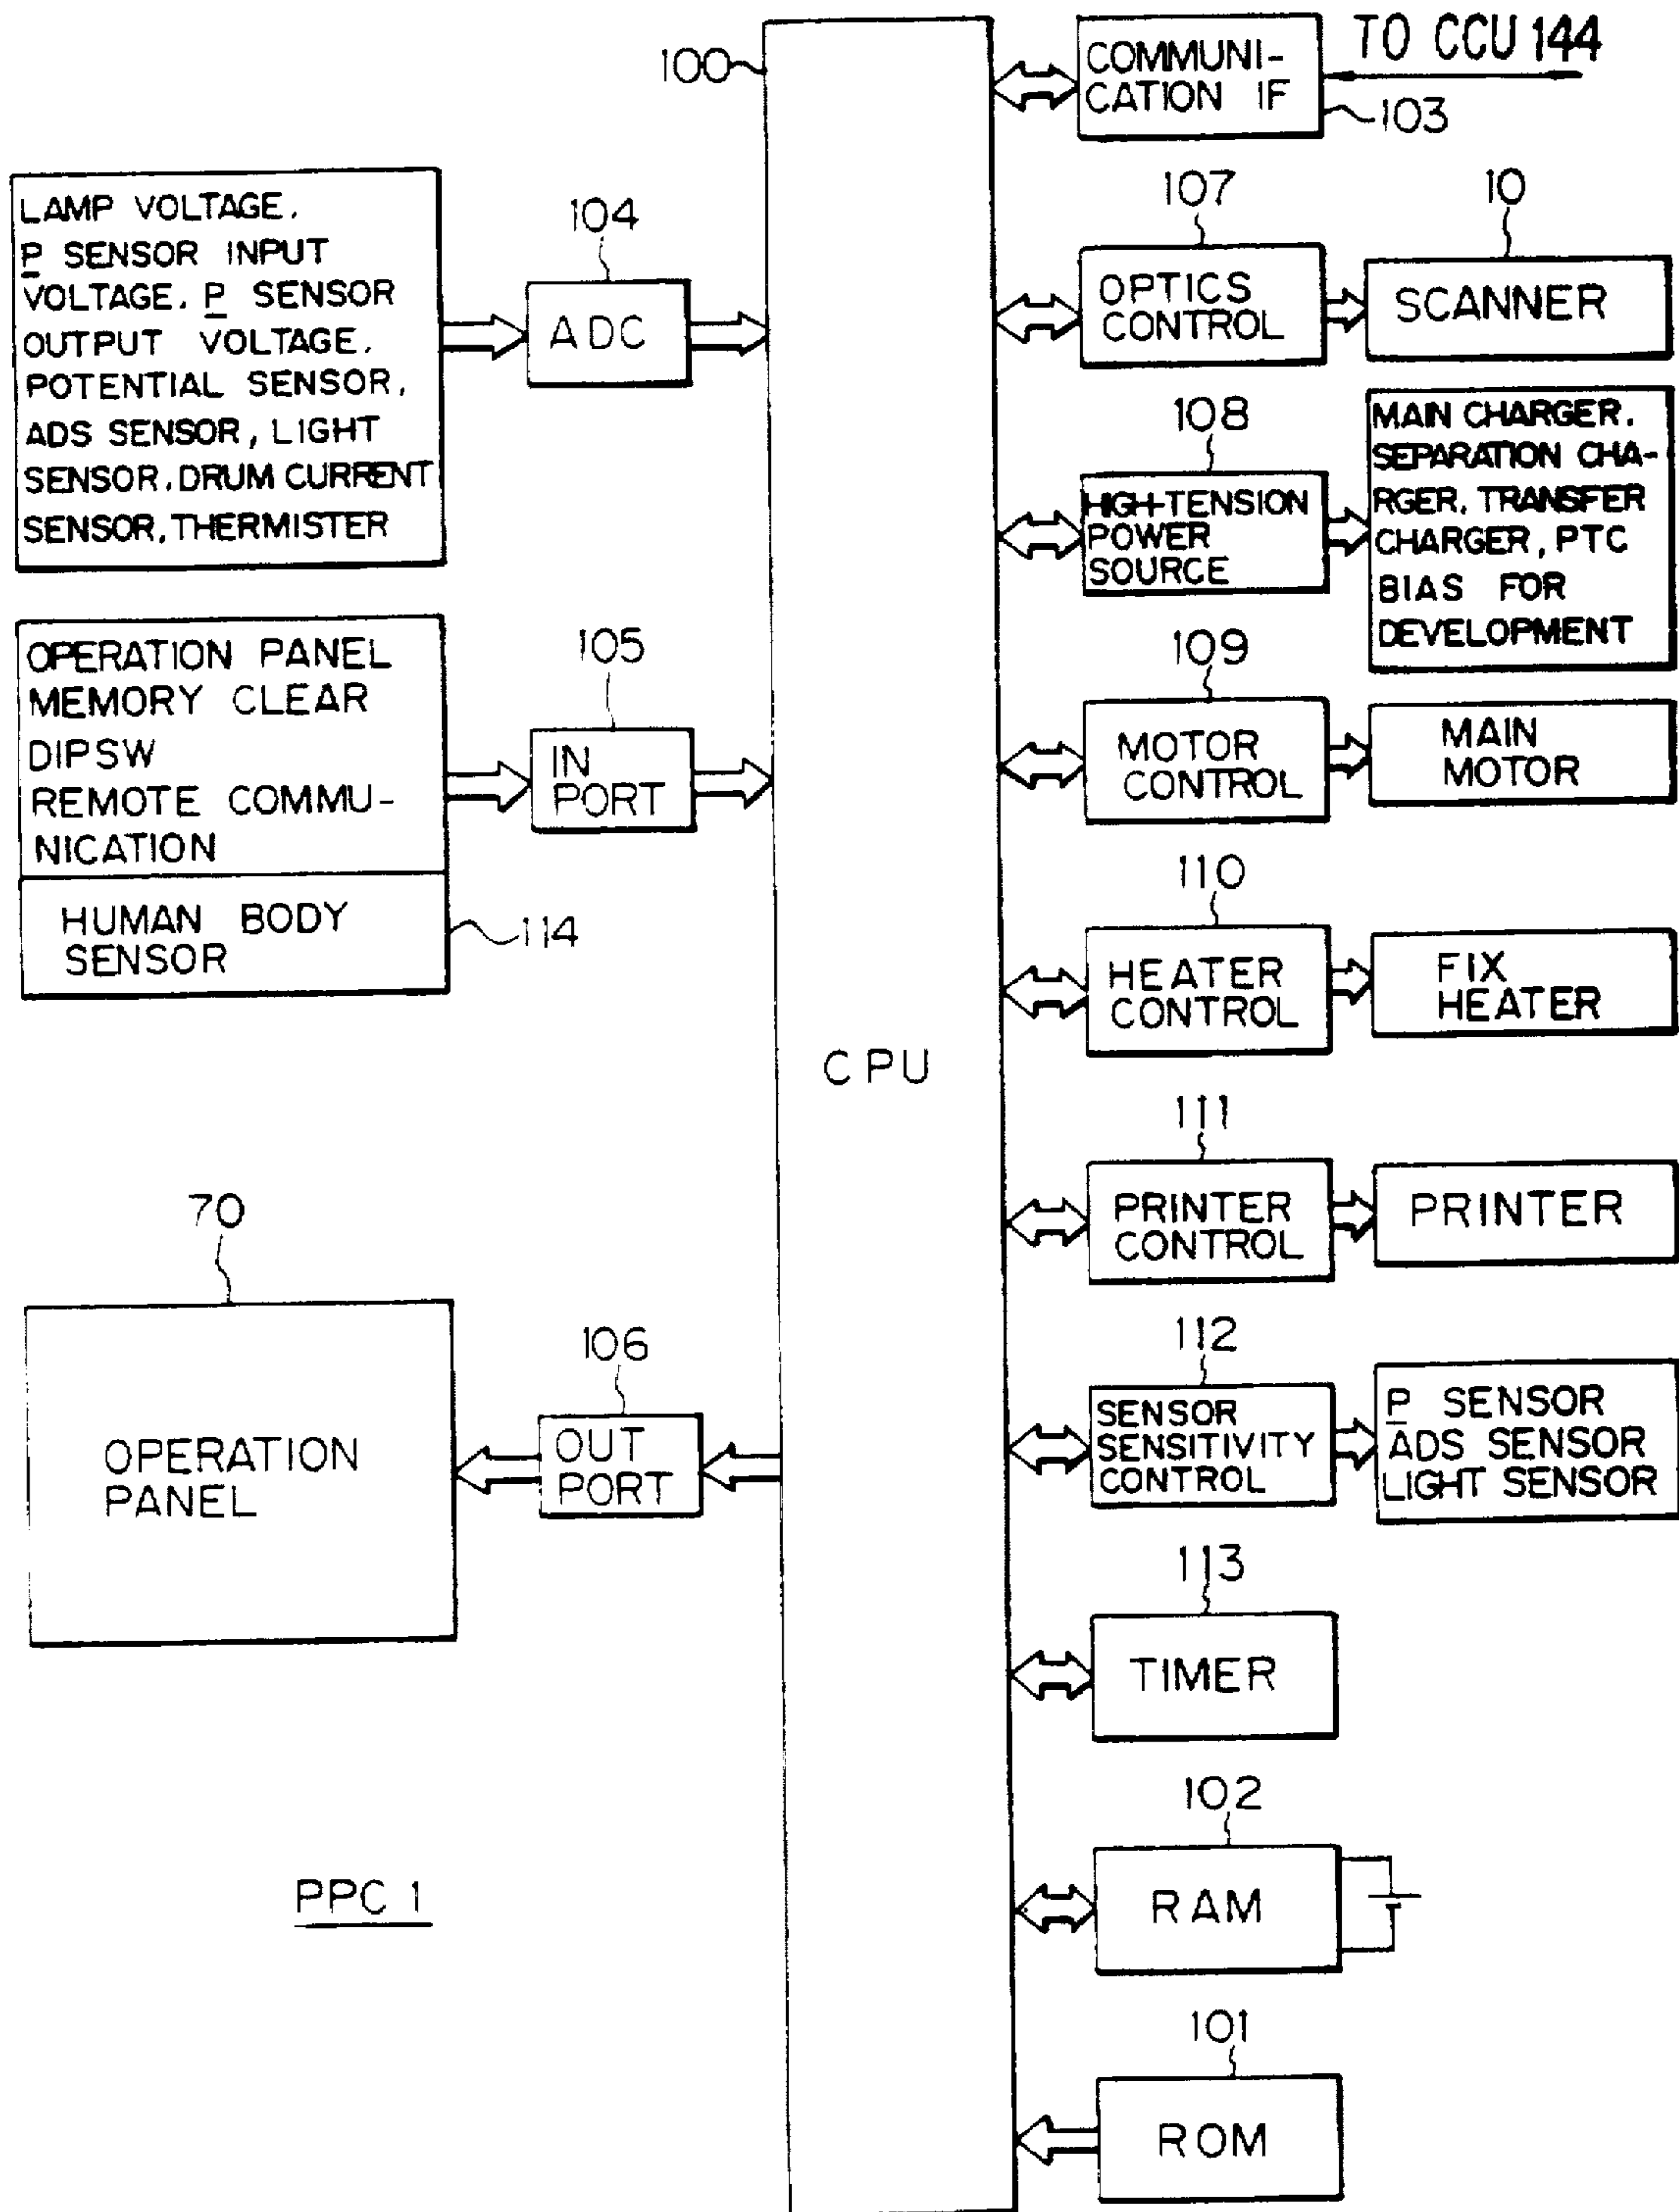 100
COMMUNI-
CATION IF
TO CCU 144
103
LAMP VOLTAGE.
P SENSOR INPUT
VOLTAGE. P SENSOR
OUTPUT VOLTAGE.
POTENTIAL SENSOR.
ADS SENSOR, LIGHT
SENSOR. DRUM CURRENT
SENSOR. THERMISTER
104
ADC
107
OPTICS
CONTROL
10
SCANNER
108
HIGH-TENSION
POWER
SOURCE
MAIN CHARGER.
SEPARATION CHA-
RGER. TRANSFER
CHARGER, PTC
BIAS FOR
DEVELOPMENT
OPERATION PANEL
MEMORY CLEAR
DIPSW
REMOTE COMMU-
NICATION
HUMAN BODY
SENSOR
114
105
IN
PORT
109
MOTOR
CONTROL
MAIN
MOTOR
110
HEATER
CONTROL
FIX
HEATER
CPU
111
PRINTER
CONTROL
PRINTER
70
OPERATION
PANEL
106
OUT
PORT
112
SENSOR
SENSITIVITY
CONTROL
P SENSOR
ADS SENSOR
LIGHT SENSOR
113
TIMER
102
RAM
PPC 1
101
ROM